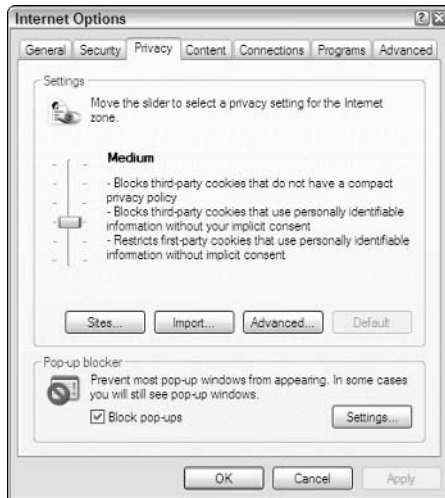 Internet Options
General Security Privacy Content Connections Programs Advanced
Settings
Move the slider to select a privacy setting for the Internet
zone.
Medium
- Blocks third-party cookies that do not have a compact
privacy policy
- Blocks third-party cookies that use personally identifiable
information without your implicit consent
- Restricts first-party cookies that use personally identifiable
information without implicit consent
Sites... Import... Advanced... Default
Pop-up blocker
Prevent most pop-up windows from appearing. In some cases
you will still see pop-up windows.
Block pop-ups Settings...
OK Cancel Apply